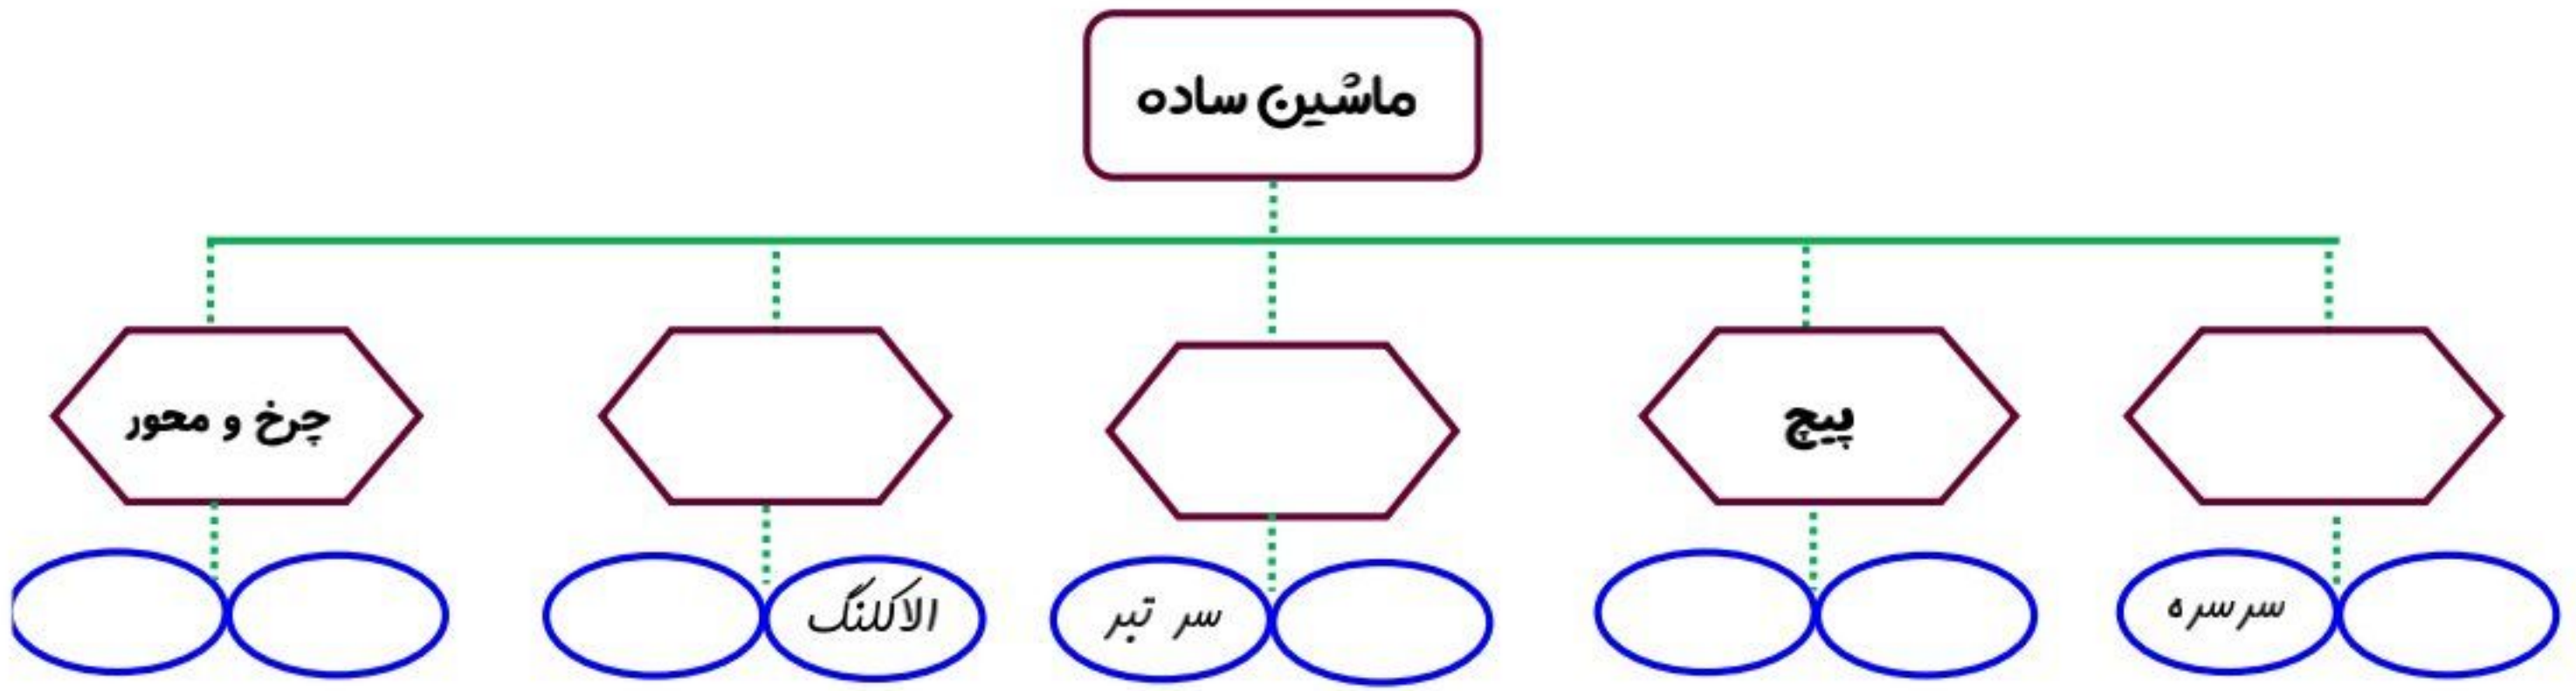 ماشین ساده
پیچ
چرخ و محور
سرسره
سر تبر
الاکلنگ